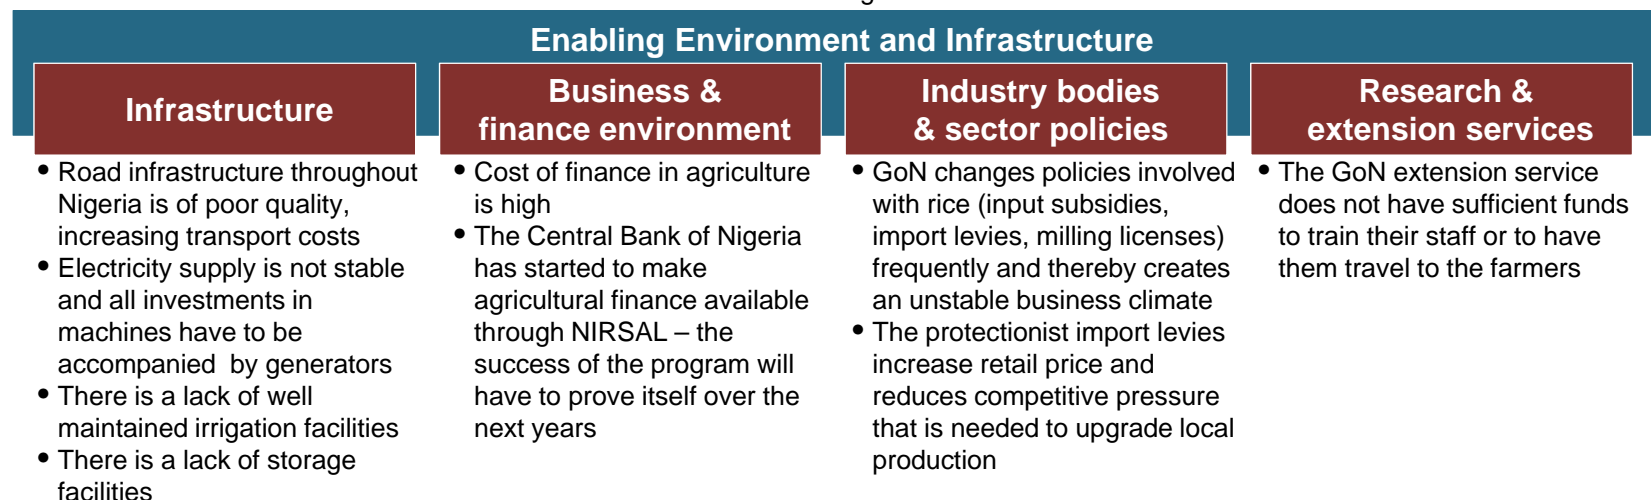 Enabling Environment and Infrastructure
Infrastructure
• Road infrastructure throughout
Nigeria is of poor quality,
increasing transport costs
• Electricity supply is not stable
and all investments in
machines have to be
accompanied  by generators
• There is a lack of well
maintained irrigation facilities
• There is a lack of storage
facilities
Business &
finance environment
• Cost of finance in agriculture
is high
• The Central Bank of Nigeria
has started to make
agricultural finance available
through NIRSAL – the
success of the program will
have to prove itself over the
next years
Industry bodies
& sector policies
• GoN changes policies involved
with rice (input subsidies,
import levies, milling licenses)
frequently and thereby creates
an unstable business climate
• The protectionist import levies
increase retail price and
reduces competitive pressure
that is needed to upgrade local
production
Research &
extension services
• The GoN extension service
does not have sufficient funds
to train their staff or to have
them travel to the farmers